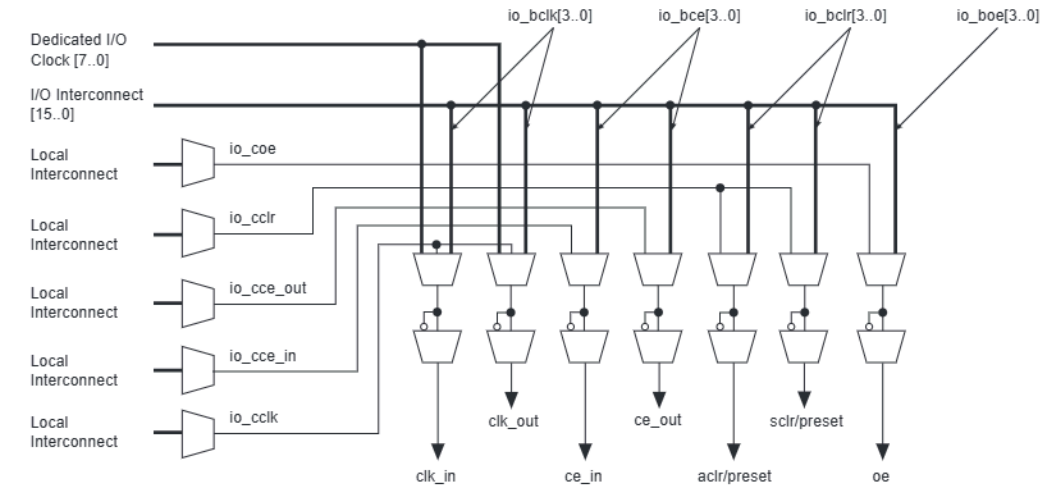 io_bclk[3..0]
io_bce[3..0]
io_bclr[3..0]
io_boe[3..0]
Dedicated I/O
Clock [7..0]
I/O Interconnect
[15..0]
Local
Interconnect
io_coe
Local
Interconnect
io_cclr
Local
Interconnect
io_cce_out
Local
Interconnect
io_cce_in
Local
Interconnect
io_cclk
clk_out
ce_out
sclr/preset
clk_in
ce_in
aclr/preset
oe